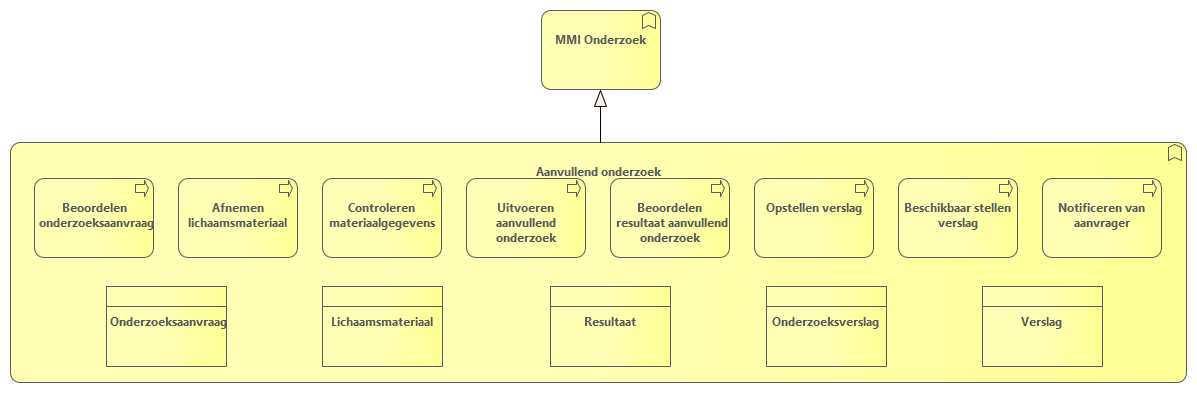 MMI Onderzoek
Aanvullend onderzoek
Beoordelen
onderzoeksaanvraag
Afnemen
lichaamsmateriaal
Controleren
materiaalgegevens
Uitvoeren
aanvullend
onderzoek
Beoordelen
resultaat aanvullend
onderzoek
Opstellen verslag
Beschikbaar stellen
verslag
Notificeren van
aanvrager
Onderzoeksaanvraag
Lichaamsmateriaal
Resultaat
Onderzoeksverslag
Verslag